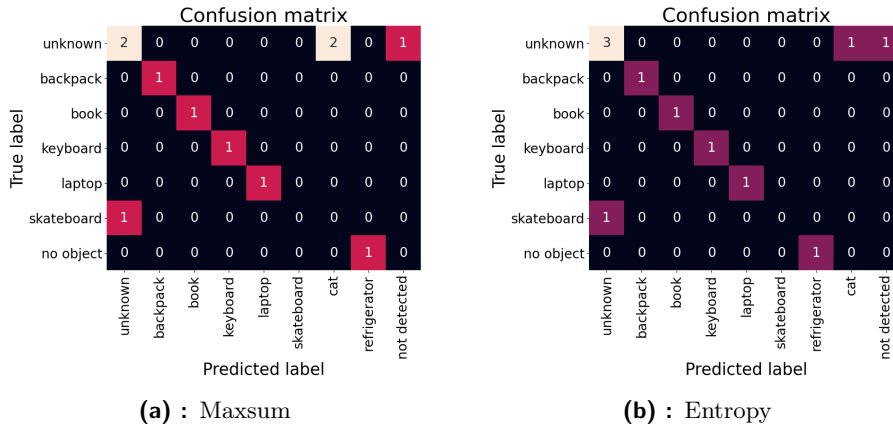 Confusion matrix
True label
unknown 2 0 0 0 0 0 2 0 1
backpack 0 1 0 0 0 0 0 0 0
book 0 0 1 0 0 0 0 0 0
keyboard 0 0 0 1 0 0 0 0 0
laptop 0 0 0 0 1 0 0 0 0
skateboard 1 0 0 0 0 0 0 0 0
no object 0 0 0 0 0 0 0 1 0
unknown backpack book keyboard laptop skateboard cat refrigerator not detected
Predicted label
(a) : Maxsum
Confusion matrix
True label
unknown 3 0 0 0 0 0 0 1 1
backpack 0 1 0 0 0 0 0 0 0
book 0 0 1 0 0 0 0 0 0
keyboard 0 0 0 1 0 0 0 0 0
laptop 0 0 0 0 1 0 0 0 0
skateboard 1 0 0 0 0 0 0 0 0
no object 0 0 0 0 0 0 1 0 0
unknown backpack book keyboard laptop skateboard refrigerator cat not detected
Predicted label
(b) : Entropy